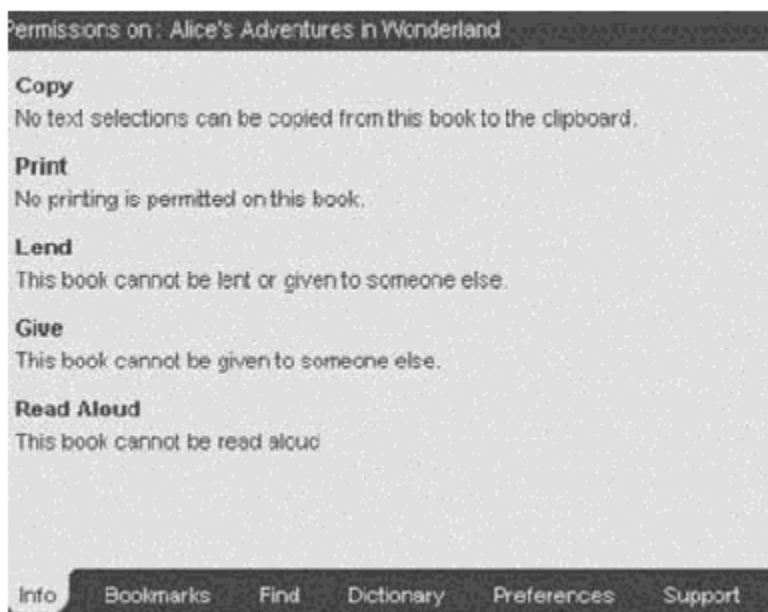 Permissions on : Alice's Adventures in Wonderland
Copy
No text selections can be copied from this book to the clipboard.
Print
No printing is permitted on this book.
Lend
This book cannot be lent or given to someone else.
Give
This book cannot be given to someone else.
Read Aloud
This book cannot be read aloud
Info Bookmarks Find Dictionary Preferences Support